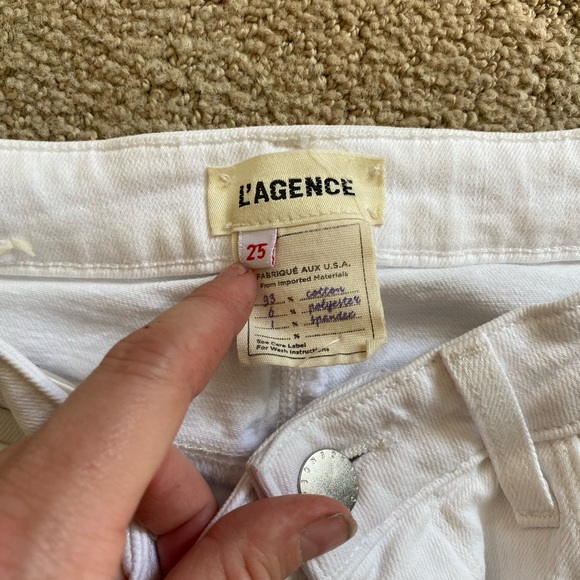 L'AGENCE
25
FABRIQUÉ AUX U.S.A.
From Imported Materials
93 % cotton
6 % polyester
1 % spandex
%
See Care Label
For Wash Instructions